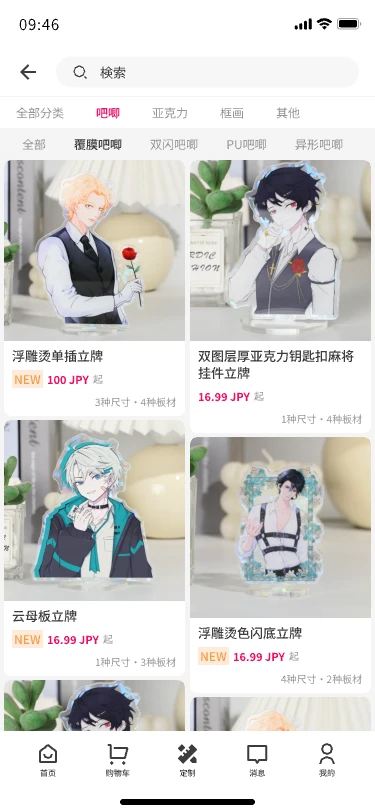 09:46
検索
全部分类 吧唧 亚克力 框画 其他
全部 覆膜吧唧 双闪吧唧 PU吧唧 异形吧唧
浮雕烫单插立牌
NEW 100 JPY 起
3种尺寸・4种板材
双图层厚亚克力钥匙扣麻将
挂件立牌
16.99 JPY 起
1种尺寸・4种板材
云母板立牌
NEW 16.99 JPY 起
1种尺寸・3种板材
浮雕烫色闪底立牌
NEW 16.99 JPY 起
4种尺寸・2种板材
首页 购物车 定制 消息 我的